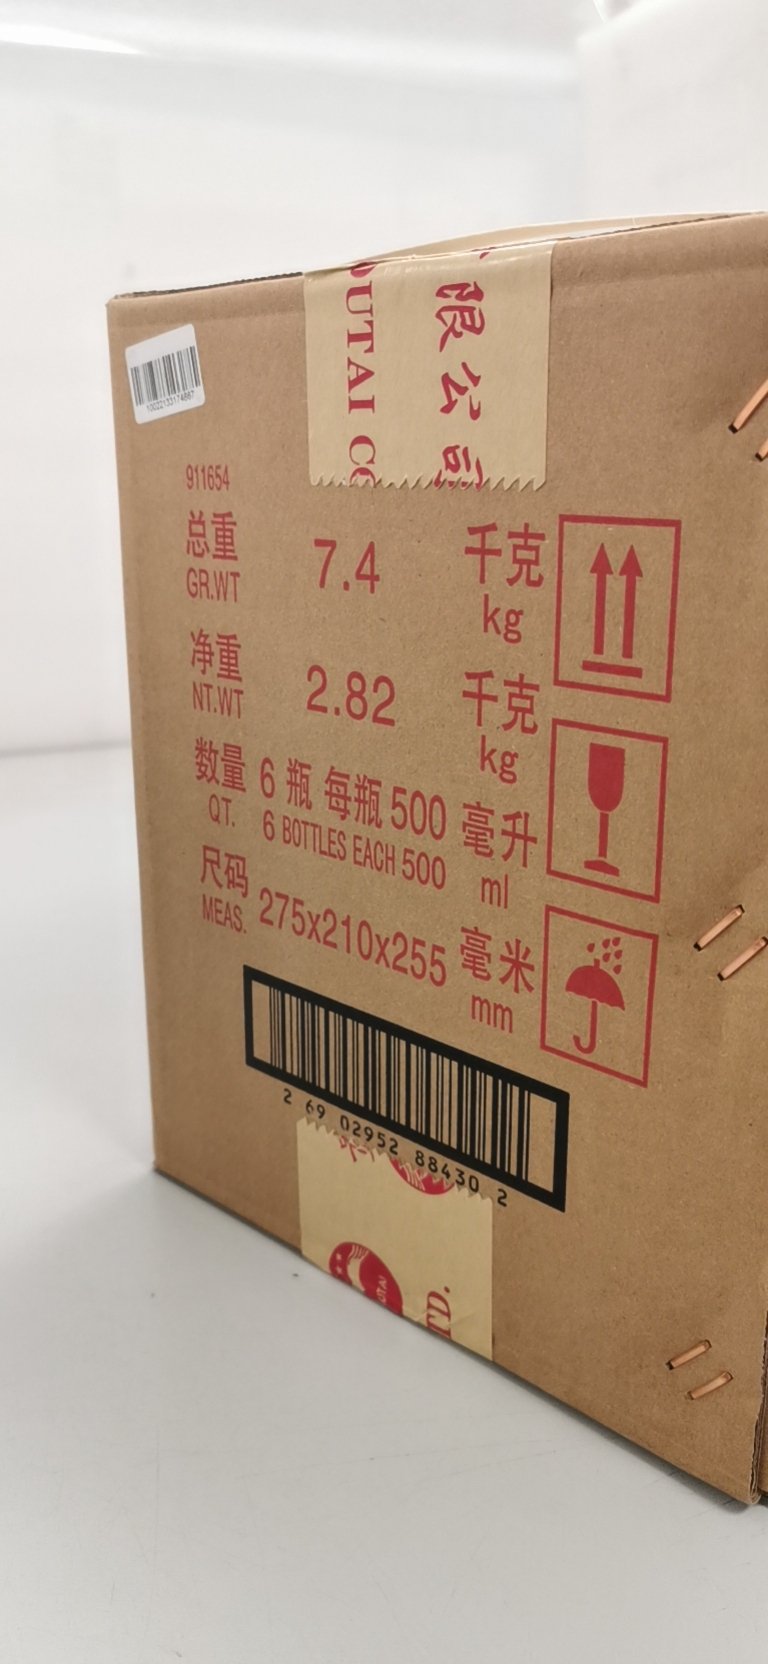 OUTAI CO
限公司
911654
总重 7.4 千克
GR.WT kg
净重 2.82 千克
NT.WT kg
数量 6 瓶 每瓶 500 毫升
QT. 6 BOTTLES EACH 500 ml
尺码 275x210x255 毫米
MEAS. mm
2 69 02952 88430 2
TD.